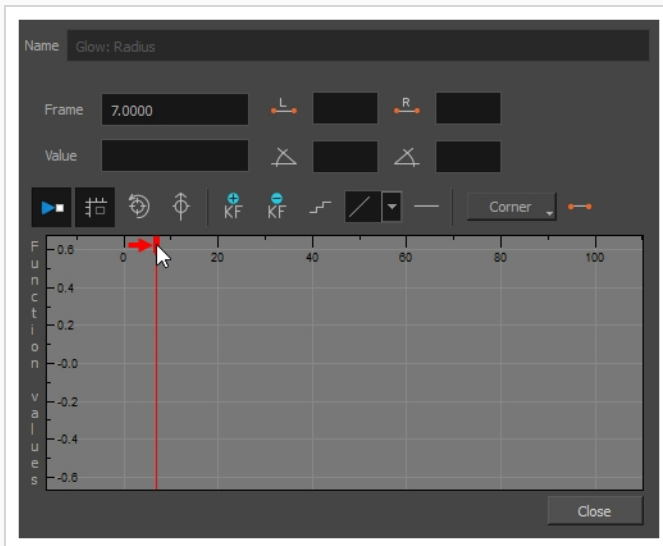 Name Glow: Radius
Frame 7.0000 L R
Value
KF KF Corner
Function values
0.6
0 20 40 60 80 100
0.4
0.2
-0.0
-0.2
-0.4
-0.6
Close